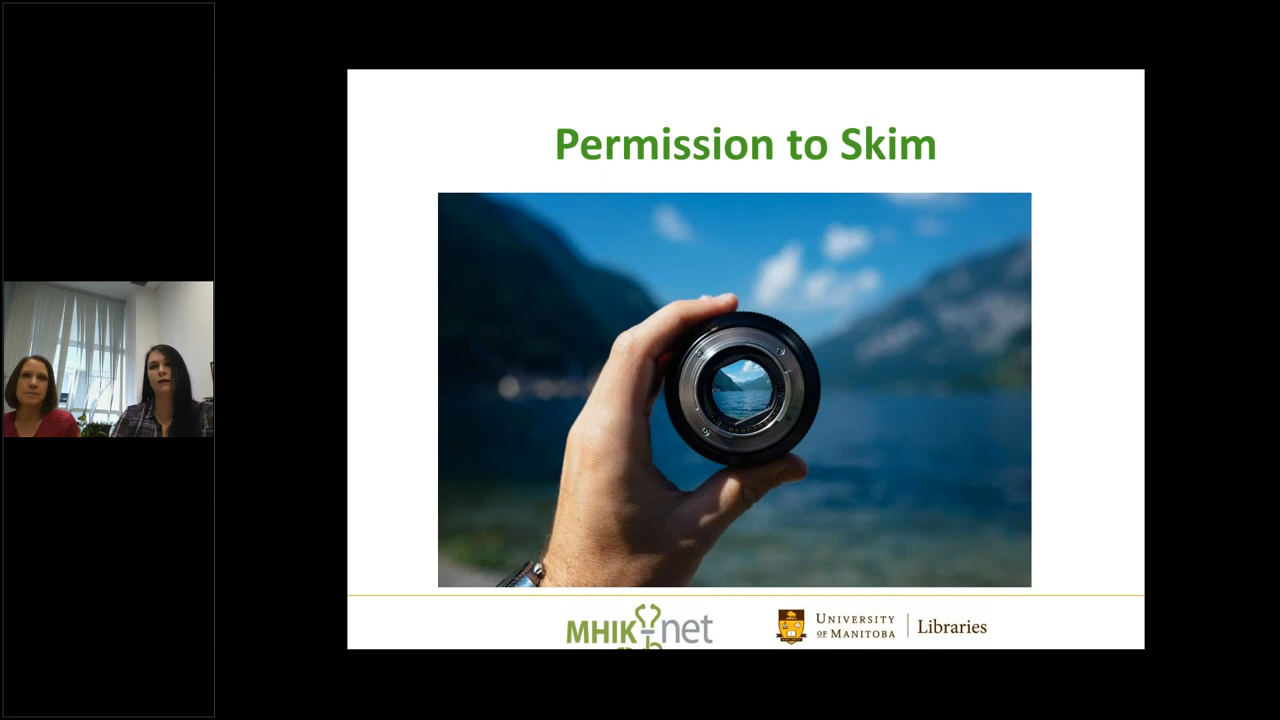 Permission to Skim
MHIK-net
UNIVERSITY
OF MANITOBA
Libraries